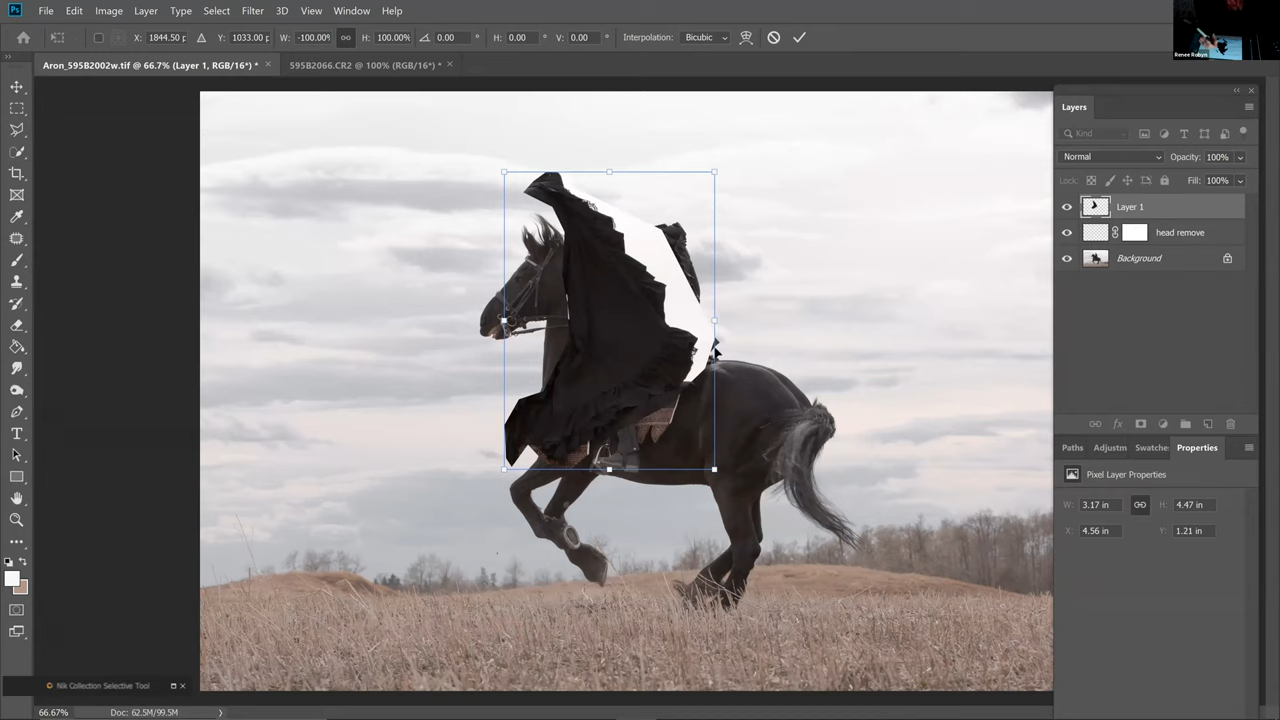 Ps File Edit Image Layer Type Select Filter 3D View Window Help
X: 1844.50 p Y: 1033.00 p W: -100.00% H: 100.00% 0.00 ° H: 0.00 ° V: 0.00 ° Interpolation: Bicubic
Renee Robyn
Aron_595B2002w.tif @ 66.7% (Layer 1, RGB/16*) * × 595B2066.CR2 @ 100% (RGB/16*) * ×
Layers
Kind
Normal Opacity: 100%
Lock: Fill: 100%
Layer 1
head remove
Background
fx
Paths Adjustm Swatche Properties
Pixel Layer Properties
W: 3.17 in H: 4.47 in
X: 4.56 in Y: 1.21 in
Nik Collection Selective Tool
66.67% Doc: 62.5M/99.5M